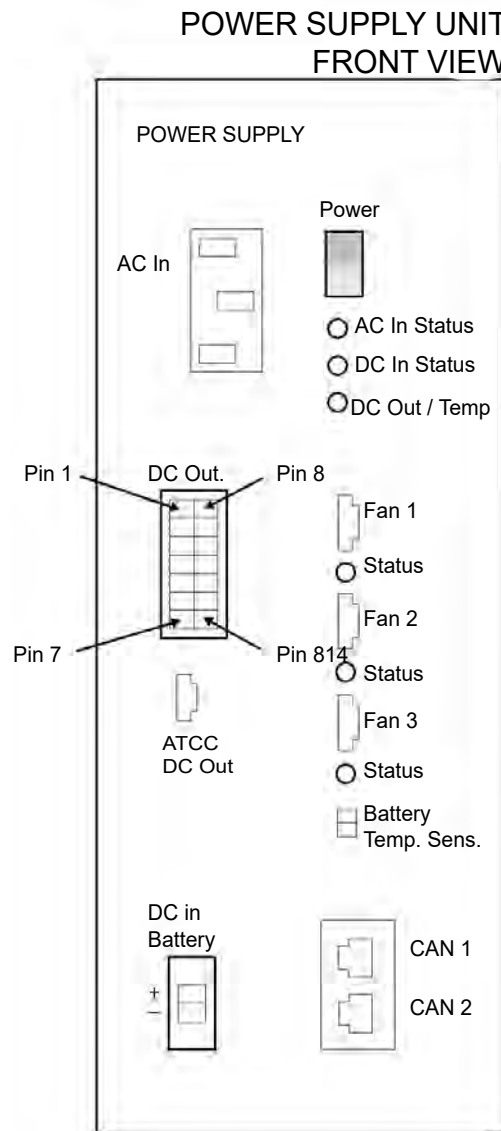 POWER SUPPLY UNIT
FRONT VIEW
POWER SUPPLY
Power
AC In
AC In Status
DC In Status
DC Out / Temp
Pin 1
DC Out.
Pin 8
Fan 1
Status
Fan 2
Pin 7
Pin 814
Status
Fan 3
ATCC
DC Out
Status
Battery
Temp. Sens.
DC in
Battery
+
–
CAN 1
CAN 2